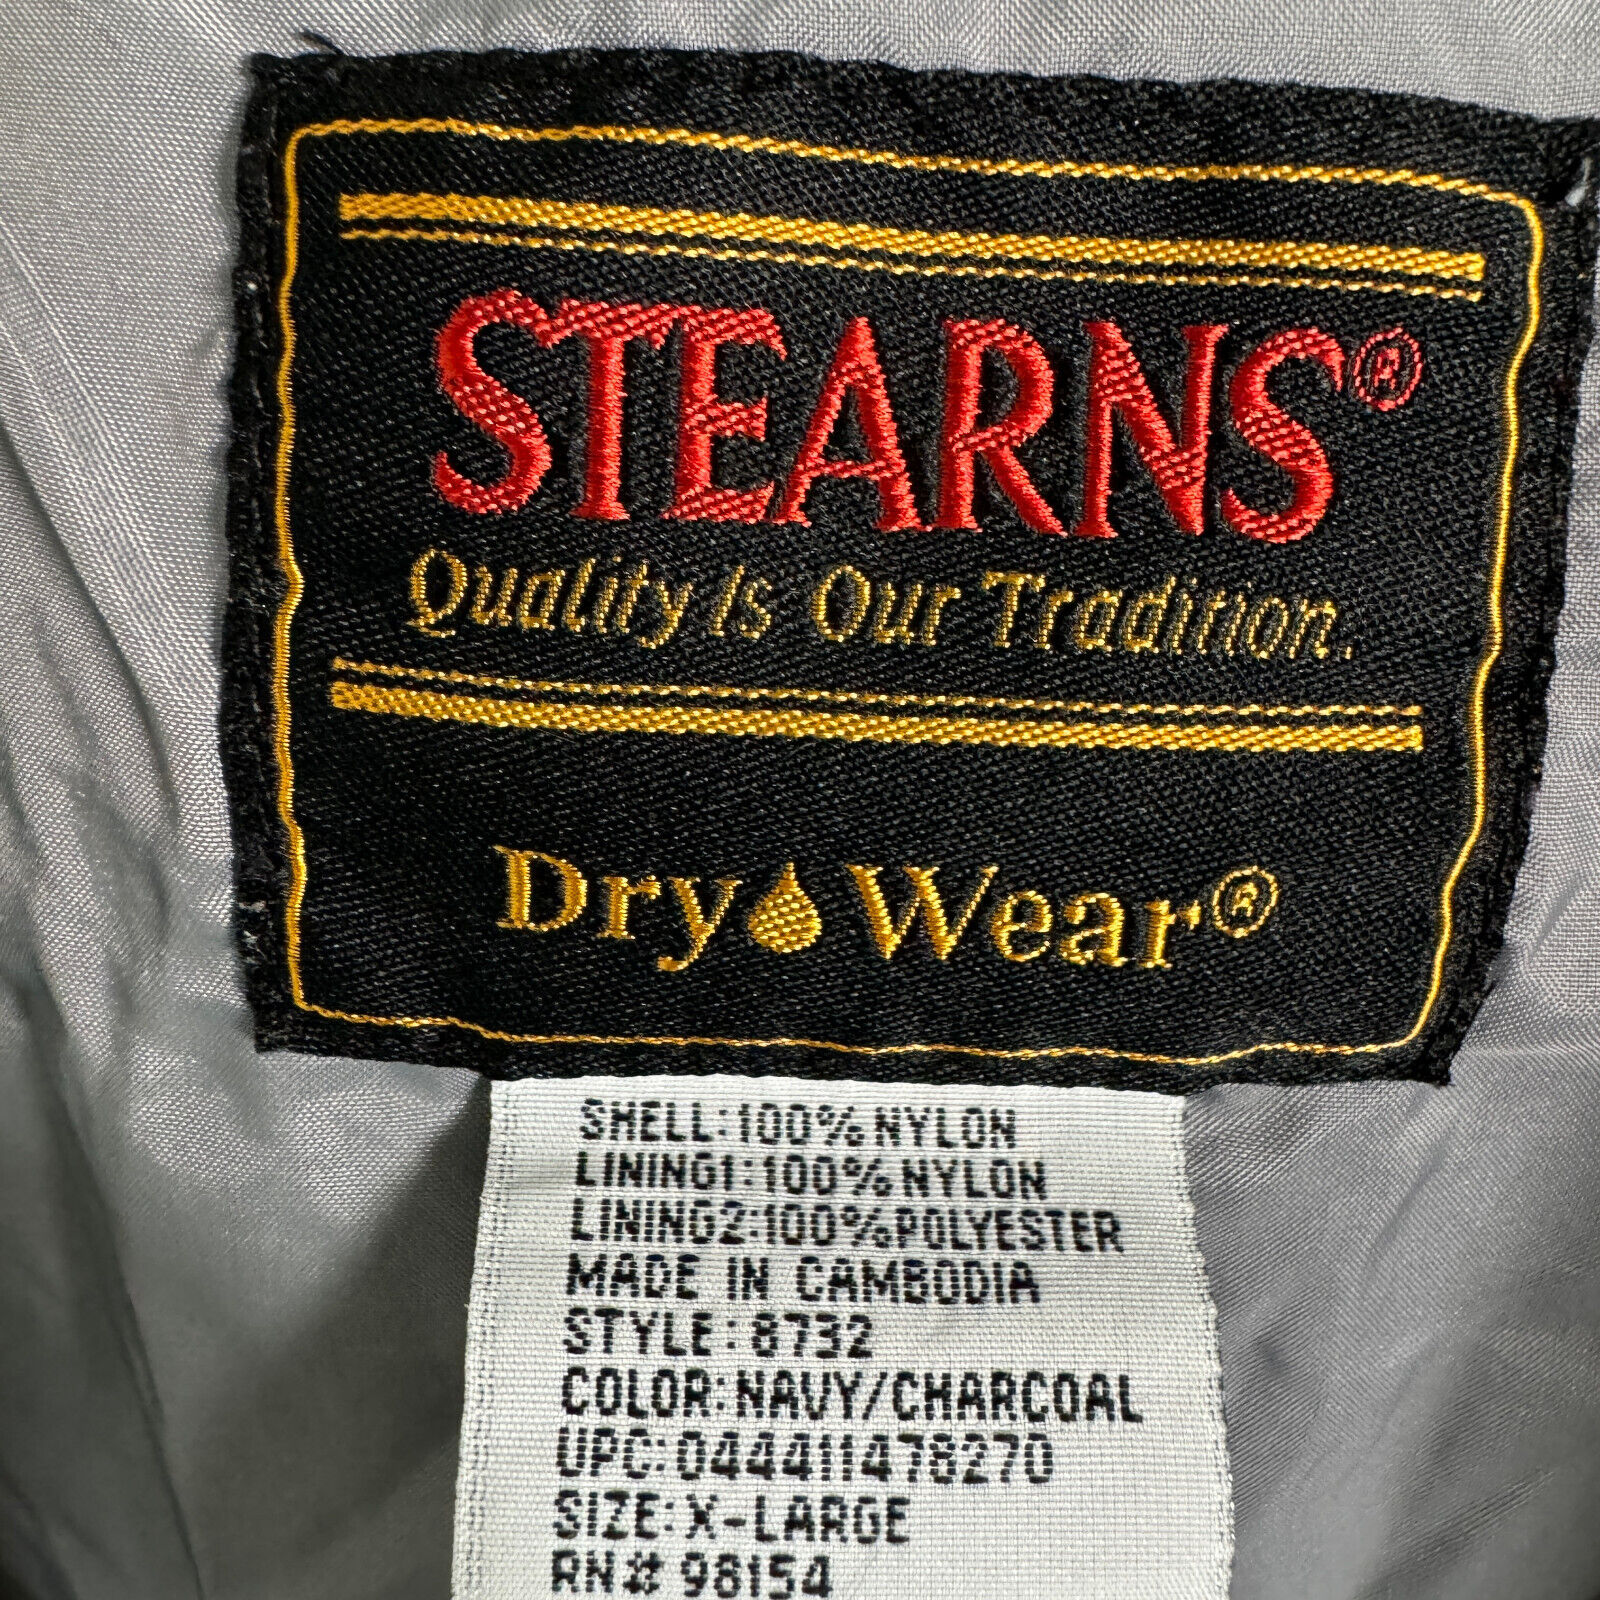 STEARNS®
Quality Is Our Tradition.
Dry Wear®
SHELL:100% NYLON
LINING1:100% NYLON
LINING2:100% POLYESTER
MADE IN CAMBODIA
STYLE:8732
COLOR:NAVY/CHARCOAL
UPC:044411478270
SIZE:X-LARGE
RN# 98154